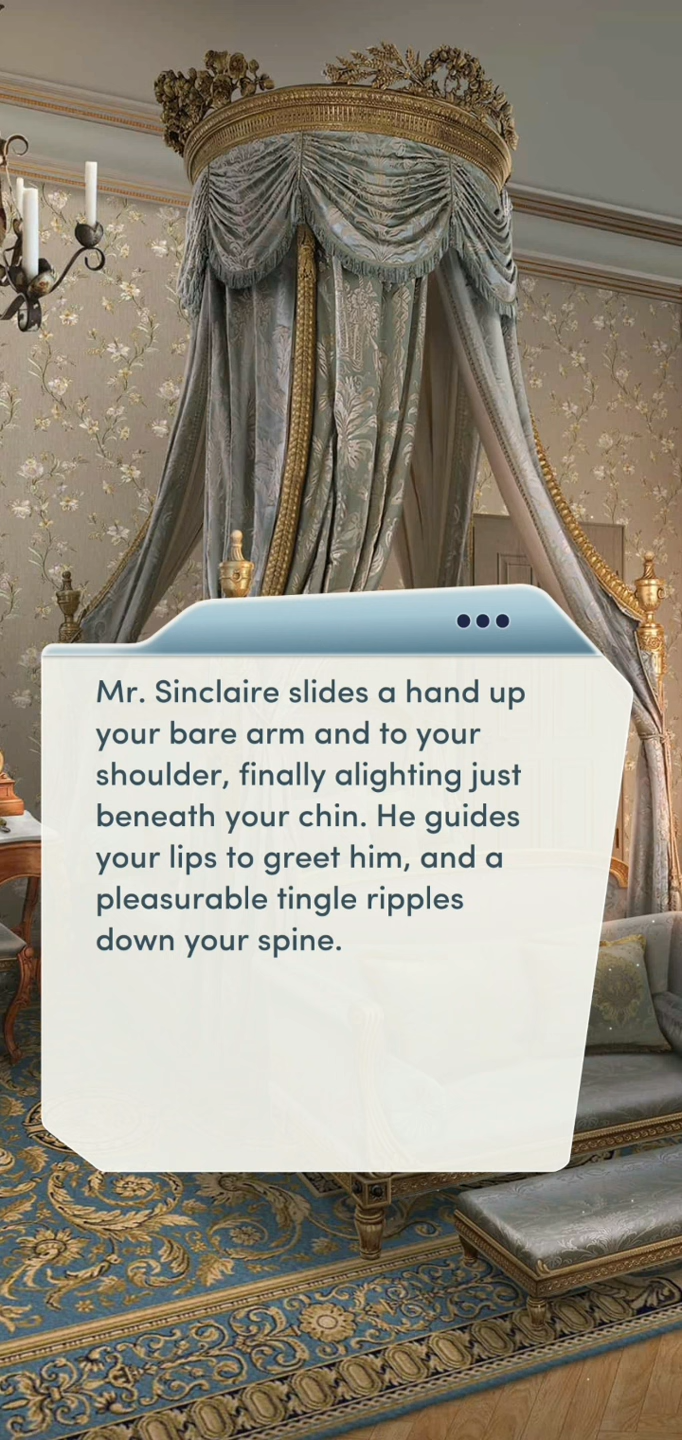 Mr. Sinclaire slides a hand up
your bare arm and to your
shoulder, finally alighting just
beneath your chin. He guides
your lips to greet him, and a
pleasurable tingle ripples
down your spine.